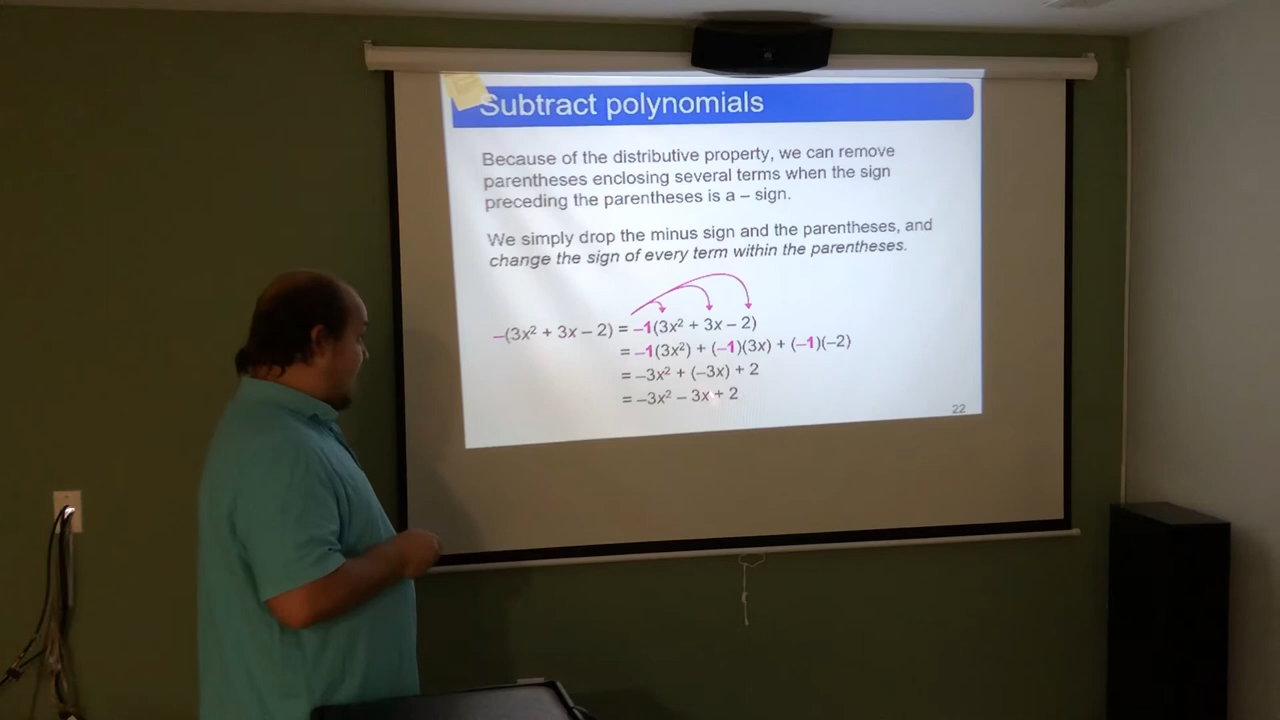 Subtract polynomials
Because of the distributive property, we can remove
parentheses enclosing several terms when the sign
preceding the parentheses is a – sign.
We simply drop the minus sign and the parentheses, and
change the sign of every term within the parentheses.
–(3x² + 3x – 2) = –1(3x² + 3x – 2)
= –1(3x²) + (–1)(3x) + (–1)(–2)
= –3x² + (–3x) + 2
= –3x² – 3x + 2
22